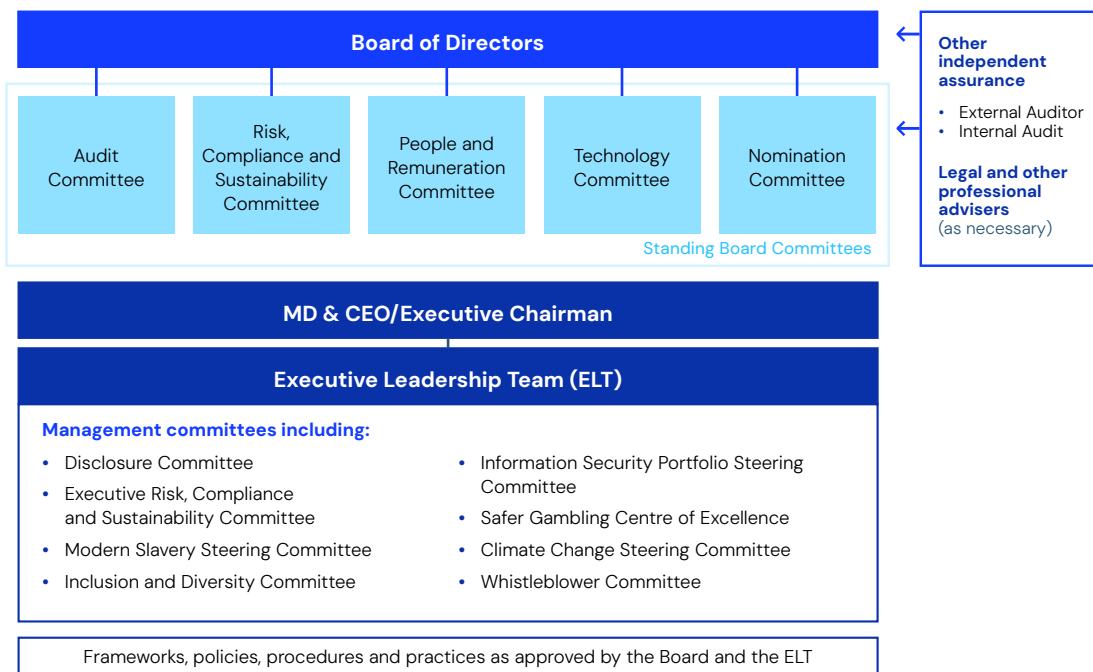 Board of Directors
Audit
Committee
Risk,
Compliance and
Sustainability
Committee
People and
Remuneration
Committee
Technology
Committee
Nomination
Committee
Standing Board Committees
Other
independent
assurance
• External Auditor
• Internal Audit
Legal and other
professional
advisers
(as necessary)
MD & CEO/Executive Chairman
Executive Leadership Team (ELT)
Management committees including:
• Disclosure Committee
• Executive Risk, Compliance
and Sustainability Committee
• Modern Slavery Steering Committee
• Inclusion and Diversity Committee
• Information Security Portfolio Steering
Committee
• Safer Gambling Centre of Excellence
• Climate Change Steering Committee
• Whistleblower Committee
Frameworks, policies, procedures and practices as approved by the Board and the ELT